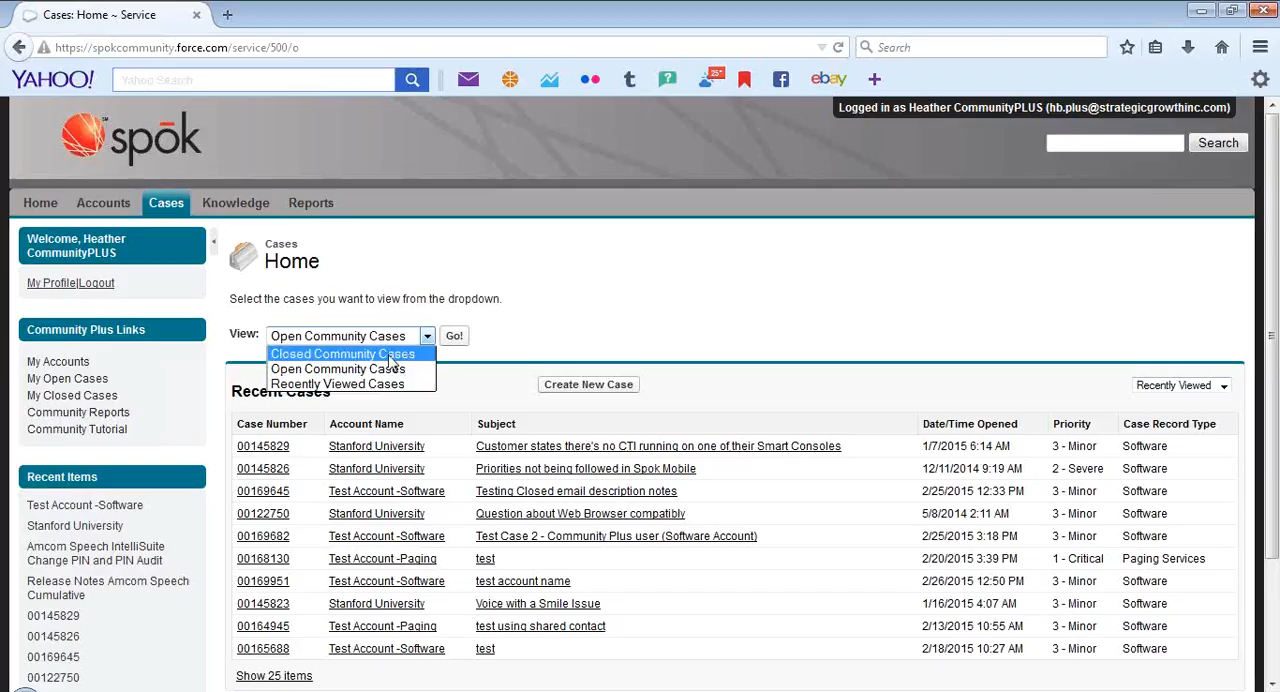 Cases: Home ~ Service
https://spokcommunity.force.com/service/500/o
Search
YAHOO!
Yahoo Search
25°
ebay
Logged in as Heather CommunityPLUS (hb.plus@strategicgrowthinc.com)
spōk
Search
Home Accounts Cases Knowledge Reports
Welcome, Heather
CommunityPLUS
My Profile|Logout
Community Plus Links
My Accounts
My Open Cases
My Closed Cases
Community Reports
Community Tutorial
Recent Items
Test Account -Software
Stanford University
Amcom Speech IntelliSuite
Change PIN and PIN Audit
Release Notes Amcom Speech
Cumulative
00145829
00145826
00169645
00122750
Cases
Home
Select the cases you want to view from the dropdown.
View: Open Community Cases Go!
Closed Community Cases
Open Community Cases
Recently Viewed Cases
Recent Cases Create New Case Recently Viewed
Case Number Account Name Subject Date/Time Opened Priority Case Record Type
00145829 Stanford University Customer states there's no CTI running on one of their Smart Consoles 1/7/2015 6:14 AM 3 - Minor Software
00145826 Stanford University Priorities not being followed in Spok Mobile 12/11/2014 9:19 AM 2 - Severe Software
00169645 Test Account -Software Testing Closed email description notes 2/25/2015 12:33 PM 3 - Minor Software
00122750 Stanford University Question about Web Browser compatibly 5/8/2014 2:11 AM 3 - Minor Software
00169682 Test Account -Software Test Case 2 - Community Plus user (Software Account) 2/25/2015 3:18 PM 3 - Minor Software
00168130 Test Account -Paging test 2/20/2015 3:39 PM 1 - Critical Paging Services
00169951 Test Account -Software test account name 2/26/2015 12:50 PM 3 - Minor Software
00145823 Stanford University Voice with a Smile Issue 1/16/2015 4:07 AM 3 - Minor Software
00164945 Test Account -Paging test using shared contact 2/13/2015 10:55 AM 3 - Minor Software
00165688 Test Account -Software test 2/18/2015 10:27 AM 3 - Minor Software
Show 25 items